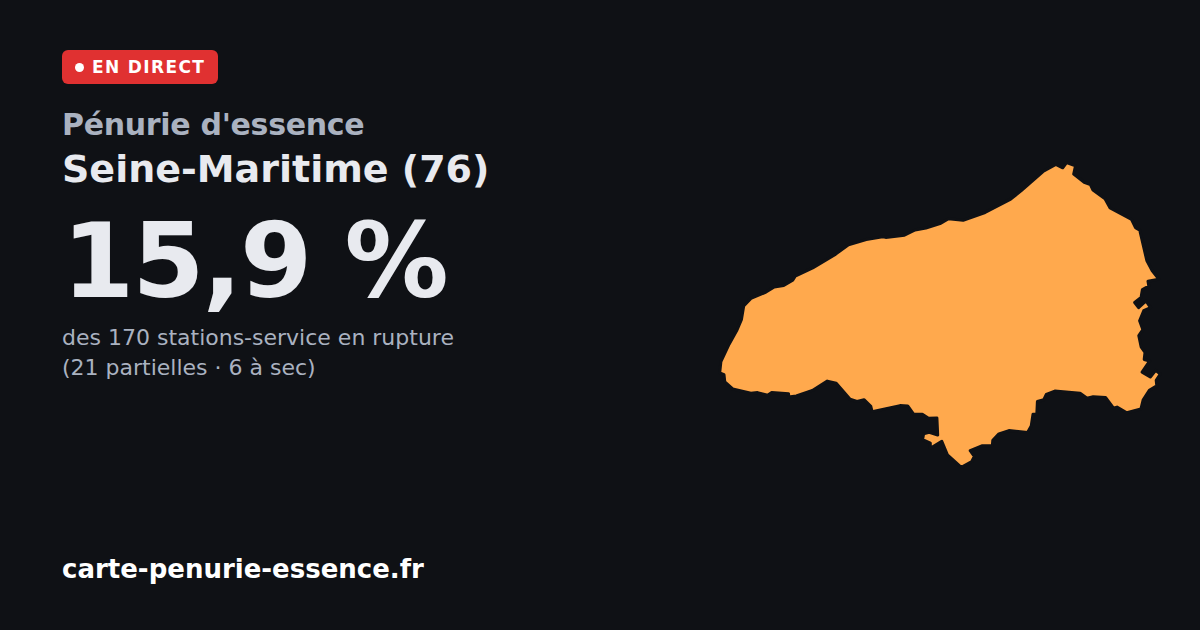 EN DIRECT
Pénurie d'essence
Seine-Maritime (76)
15,9 %
des 170 stations-service en rupture
(21 partielles · 6 à sec)
carte-penurie-essence.fr